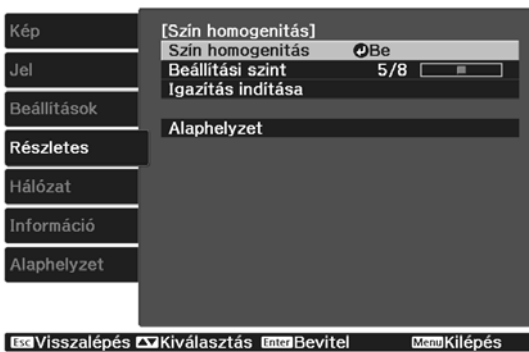 Kép
Jel
Beállítások
Részletes
Hálózat
Információ
Alaphelyzet
[Szín homogenitás]
Szín homogenitás Be
Beállítási szint 5/8
Igazítás indítása
Alaphelyzet
Esc Visszalépés Kiválasztás Enter Bevitel Menu Kilépés